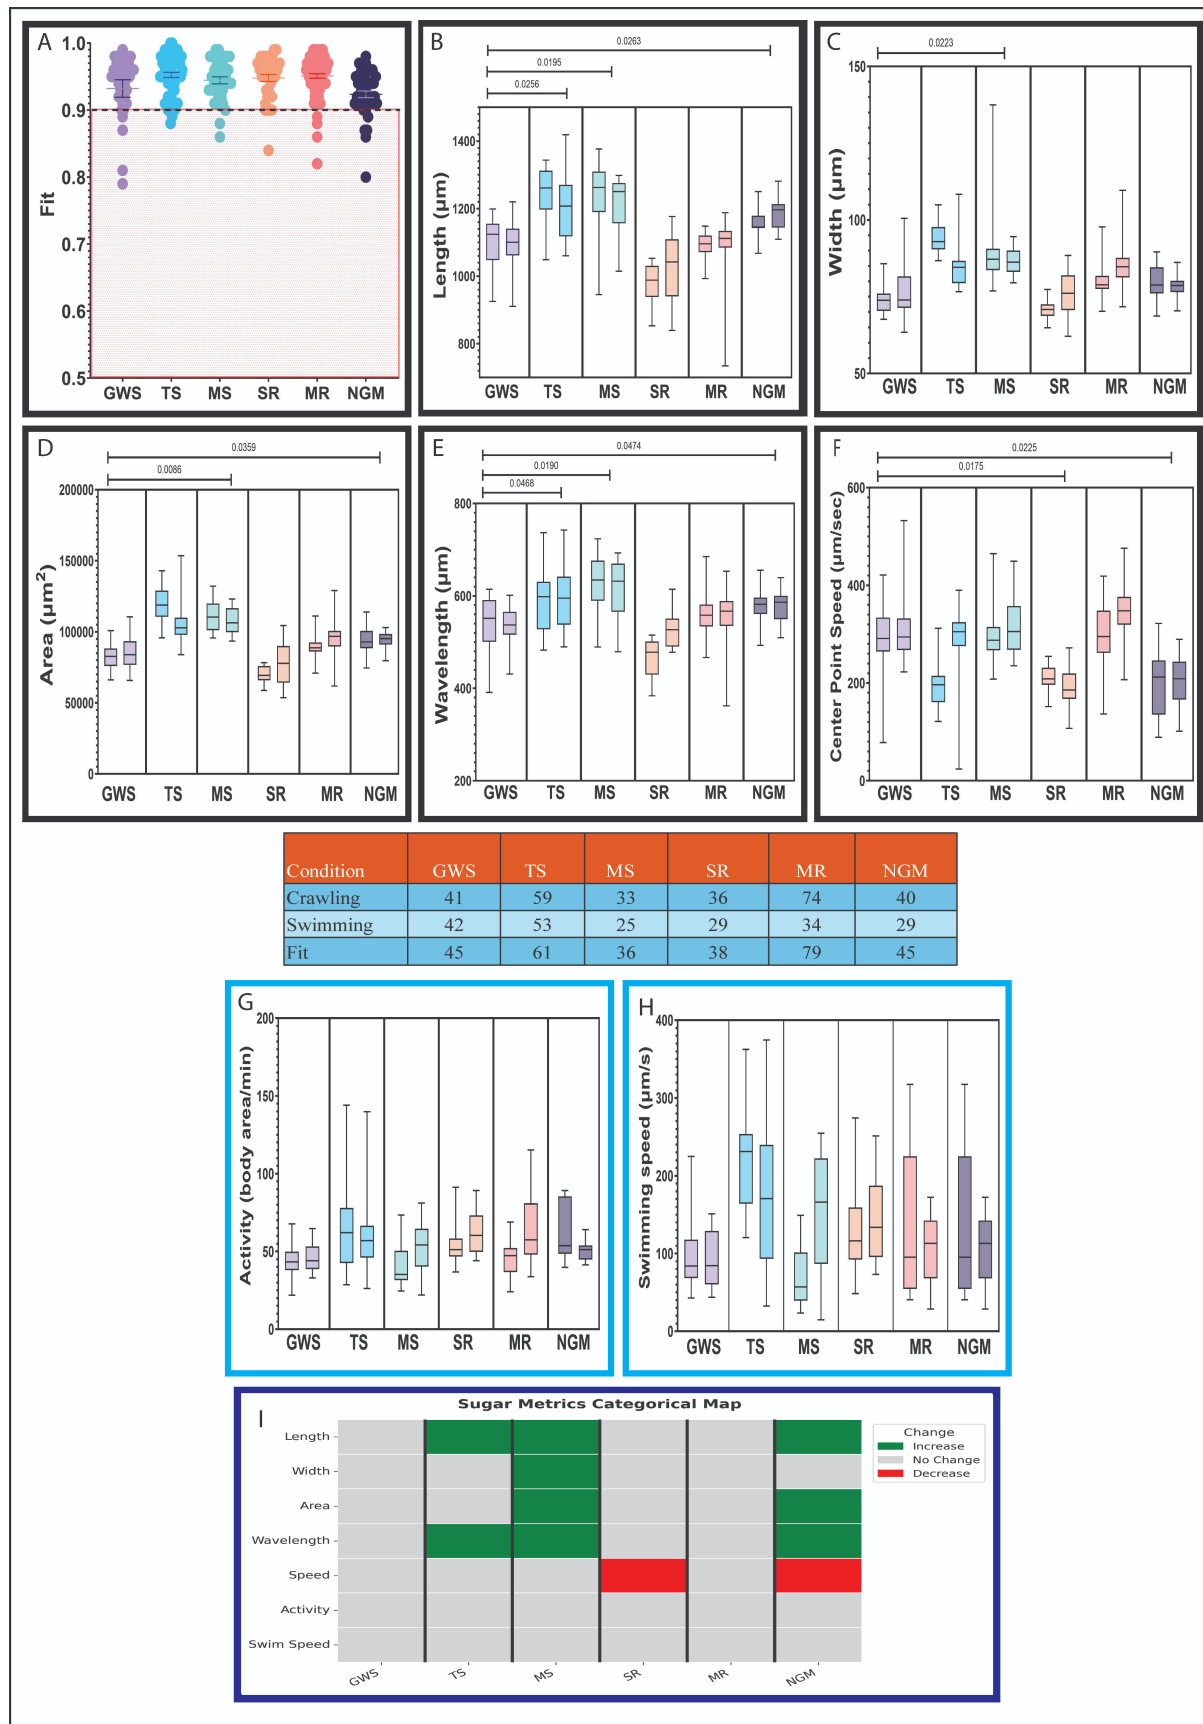 A
1.0
0.9
0.8
0.7
0.6
0.5
Fit
GWS TS MS SR MR NGM
B
0.0263
0.0195
0.0256
1400
1200
1000
800
Length (µm)
GWS TS MS SR MR NGM
C
0.0223
150
100
50
Width (µm)
GWS TS MS SR MR NGM
D
0.0359
0.0086
200000
150000
100000
50000
0
Area (µm²)
GWS TS MS SR MR NGM
E
0.0474
0.0190
0.0468
800
600
400
200
Wavelength (µm)
GWS TS MS SR MR NGM
F
0.0225
0.0175
600
400
200
0
Center Point Speed (µm/sec)
GWS TS MS SR MR NGM
Condition GWS TS MS SR MR NGM
Crawling 41 59 33 36 74 40
Swimming 42 53 25 29 34 29
Fit 45 61 36 38 79 45
G
200
150
100
50
0
Activity (body area/min)
GWS TS MS SR MR NGM
H
400
300
200
100
0
Swimming speed (µm/s)
GWS TS MS SR MR NGM
I
Sugar Metrics Categorical Map
Length
Width
Area
Wavelength
Speed
Activity
Swim Speed
GWS TS MS SR MR NGM
Change
Increase
No Change
Decrease